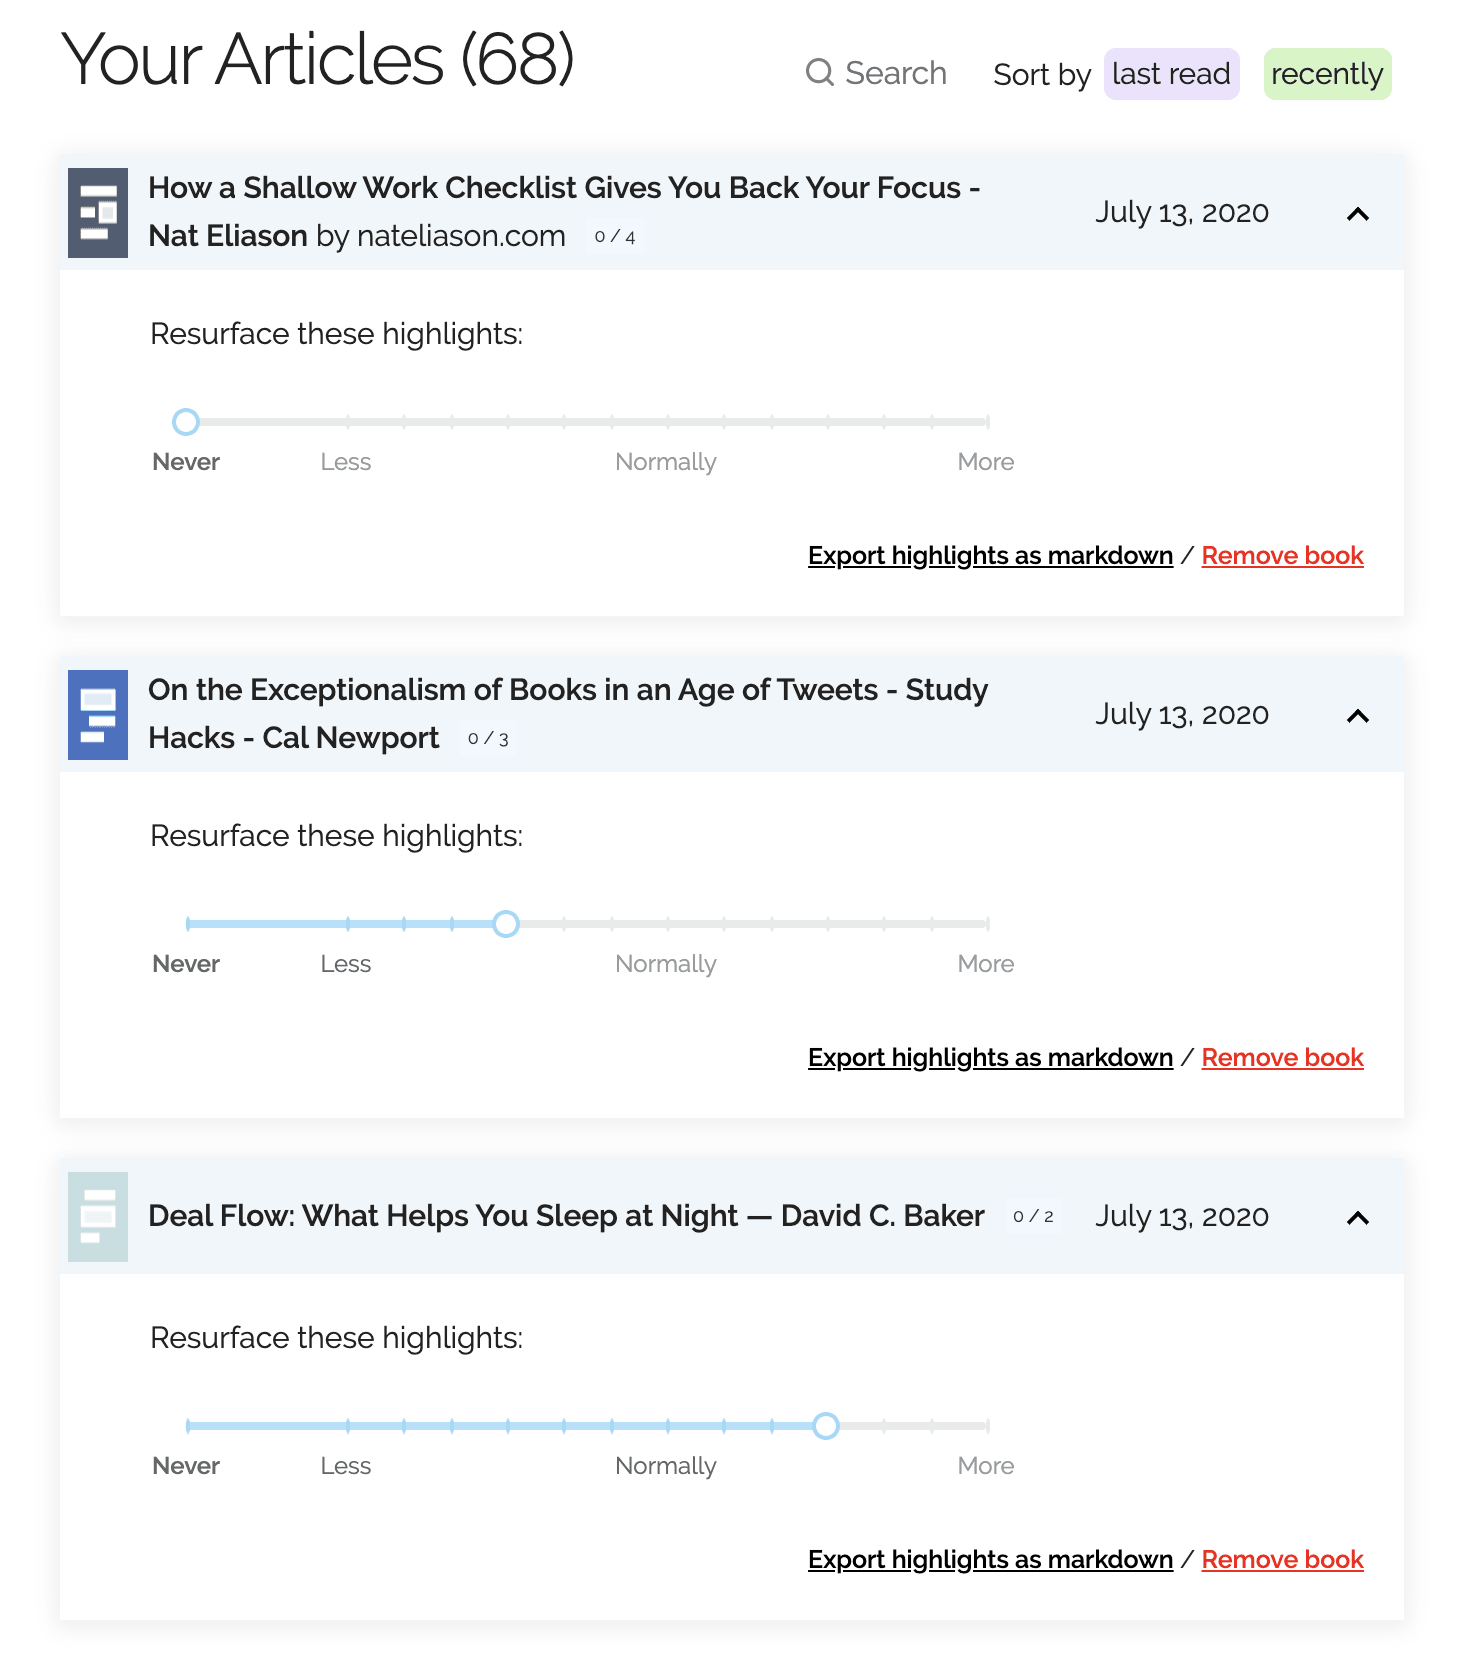 Your Articles (68)
Search
Sort by last read recently
How a Shallow Work Checklist Gives You Back Your Focus -
Nat Eliason by nateliason.com 0 / 4
July 13, 2020
Resurface these highlights:
Never Less Normally More
Export highlights as markdown / Remove book
On the Exceptionalism of Books in an Age of Tweets - Study
Hacks - Cal Newport 0 / 3
July 13, 2020
Resurface these highlights:
Never Less Normally More
Export highlights as markdown / Remove book
Deal Flow: What Helps You Sleep at Night — David C. Baker 0 / 2
July 13, 2020
Resurface these highlights:
Never Less Normally More
Export highlights as markdown / Remove book